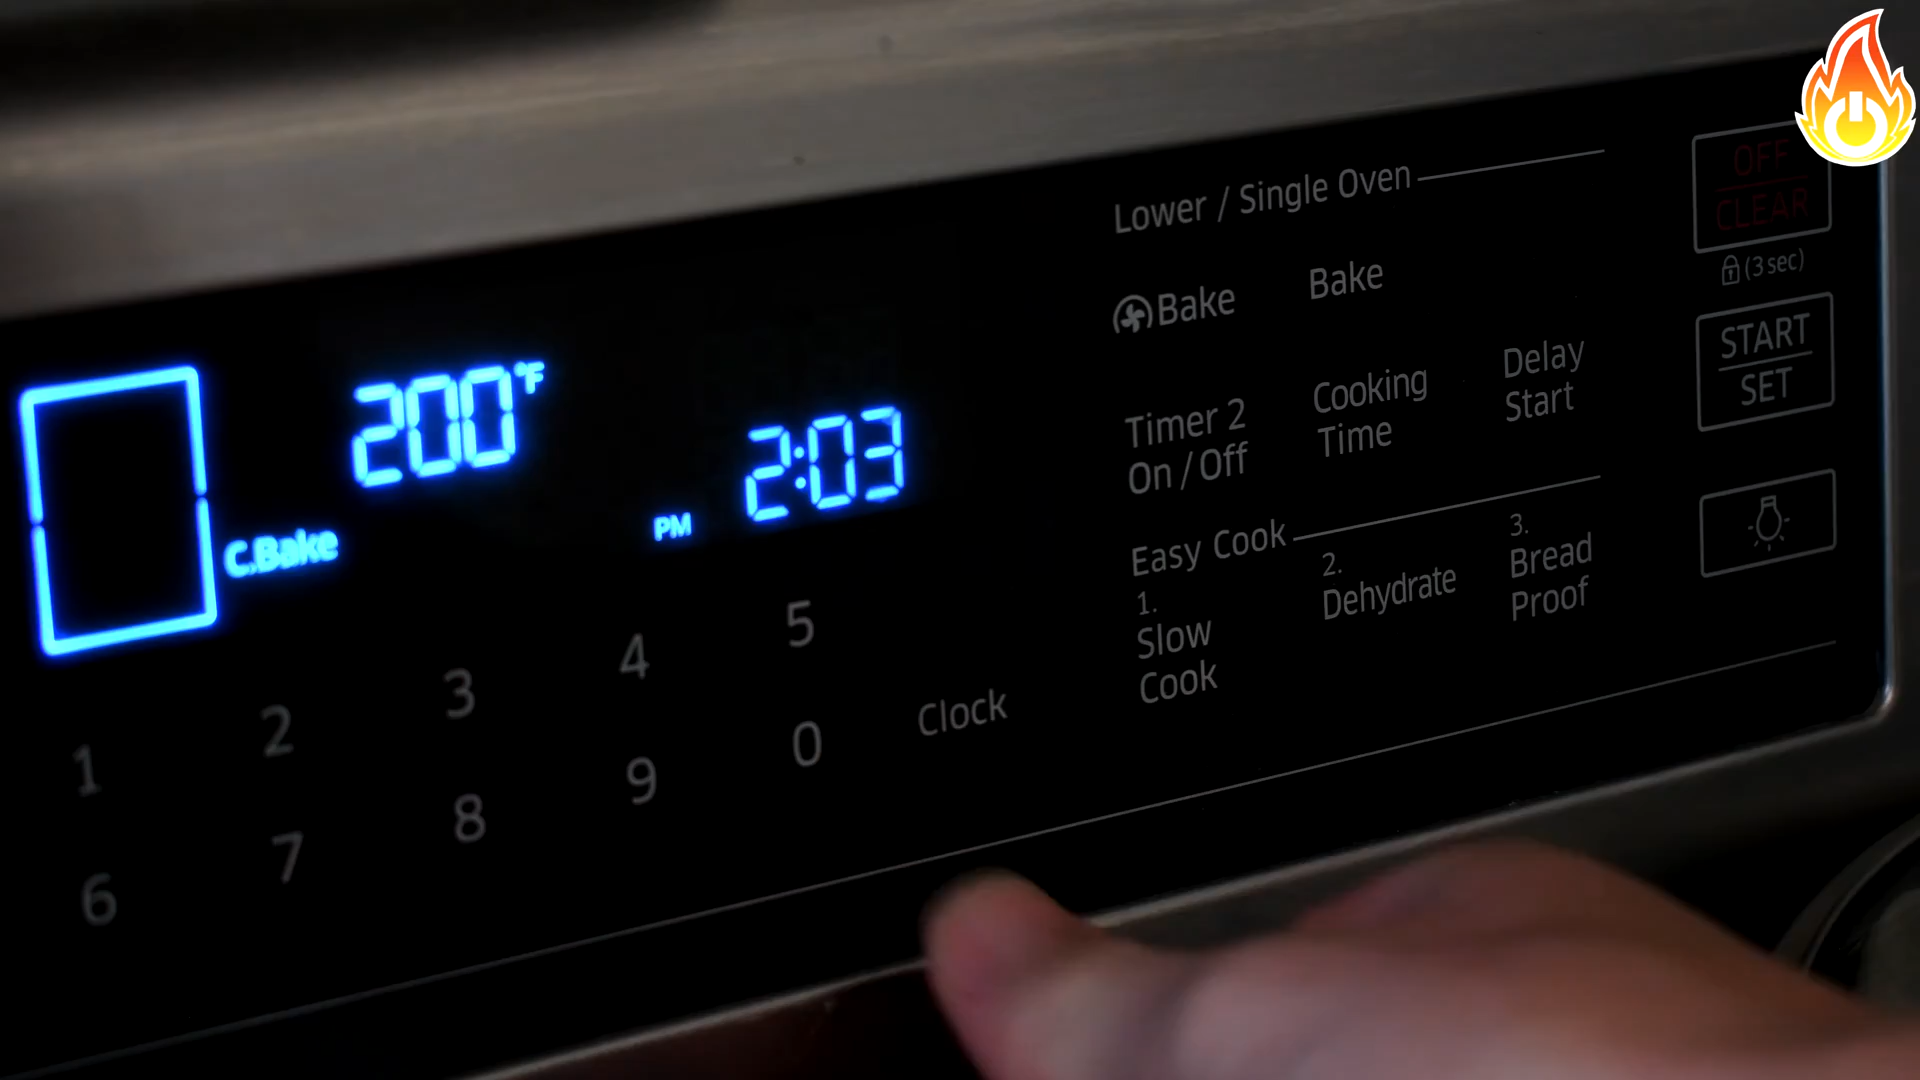 200°F
C.Bake
PM 2:03
1 2 3 4 5
6 7 8 9 0 Clock
Lower / Single Oven
Bake Bake
Timer 2
On / Off
Cooking
Time
Delay
Start
Easy Cook
1.
Slow
Cook
2.
Dehydrate
3.
Bread
Proof
OFF
CLEAR
(3 sec)
START
SET